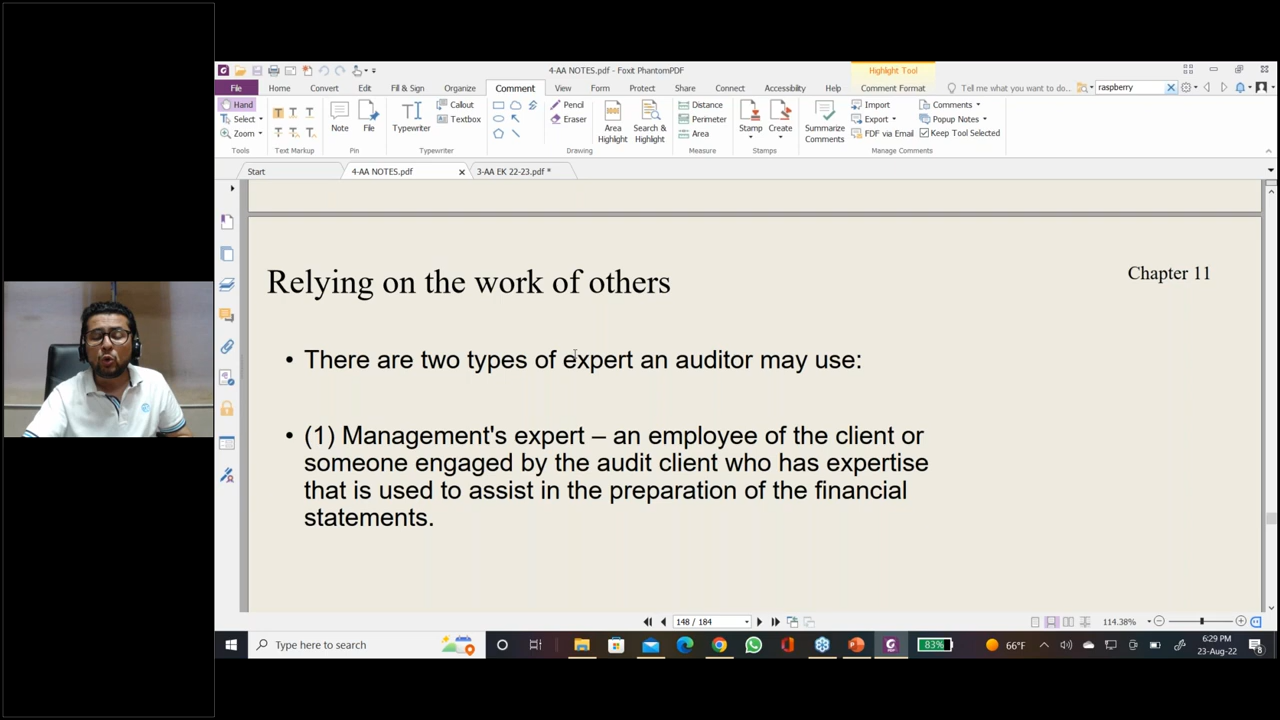 4-AA NOTES.pdf - Foxit PhantomPDF
Highlight Tool
File Home Convert Edit Fill & Sign Organize Comment View Form Protect Share Connect Accessibility Help Comment Format Tell me what you want to do... raspberry
Hand
Select
Zoom
Tools
Text Markup
Note
File
Pin
Typewriter
Callout
Textbox
Typewriter
Pencil
Eraser
Drawing
Area
Highlight
Search &
Highlight
Distance
Perimeter
Area
Measure
Stamp
Create
Stamps
Summarize
Comments
Import
Export
FDF via Email
Comments
Popup Notes
Keep Tool Selected
Manage Comments
Start
4-AA NOTES.pdf
3-AA EK 22-23.pdf *
Relying on the work of others
Chapter 11
• There are two types of expert an auditor may use:
• (1) Management's expert – an employee of the client or
someone engaged by the audit client who has expertise
that is used to assist in the preparation of the financial
statements.
148 / 184
114.38%
Type here to search
83%
66°F
6:29 PM
23-Aug-22
8